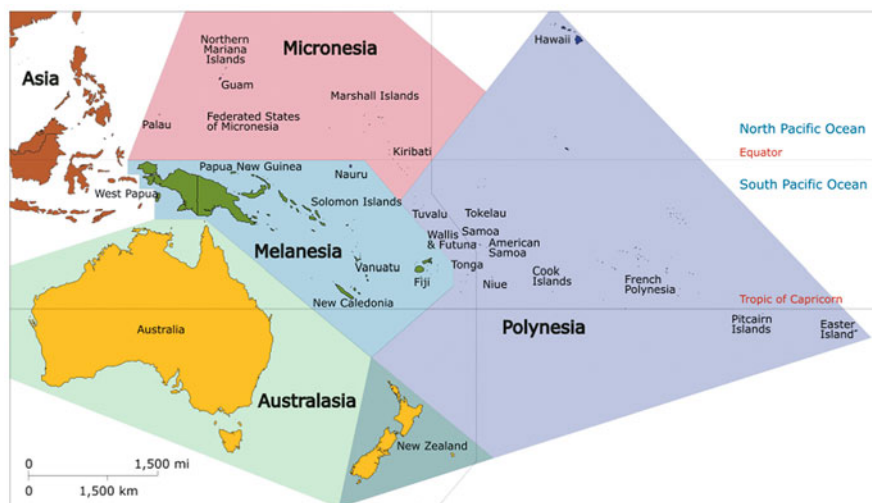 Northern
Mariana
Islands
Micronesia
Hawaii
Asia
Guam
Marshall Islands
Palau
Federated States
of Micronesia
North Pacific Ocean
Kiribati
Equator
Papua New Guinea
Nauru
South Pacific Ocean
West Papua
Solomon Islands
Tuvalu
Tokelau
Wallis
& Futuna
Samoa
American
Samoa
Melanesia
Vanuatu
Tonga
Fiji
Niue
Cook
Islands
French
Polynesia
New Caledonia
Tropic of Capricorn
Australia
Polynesia
Pitcairn
Islands
Easter
Island
Australasia
New Zealand
0
1,500 mi
0
1,500 km